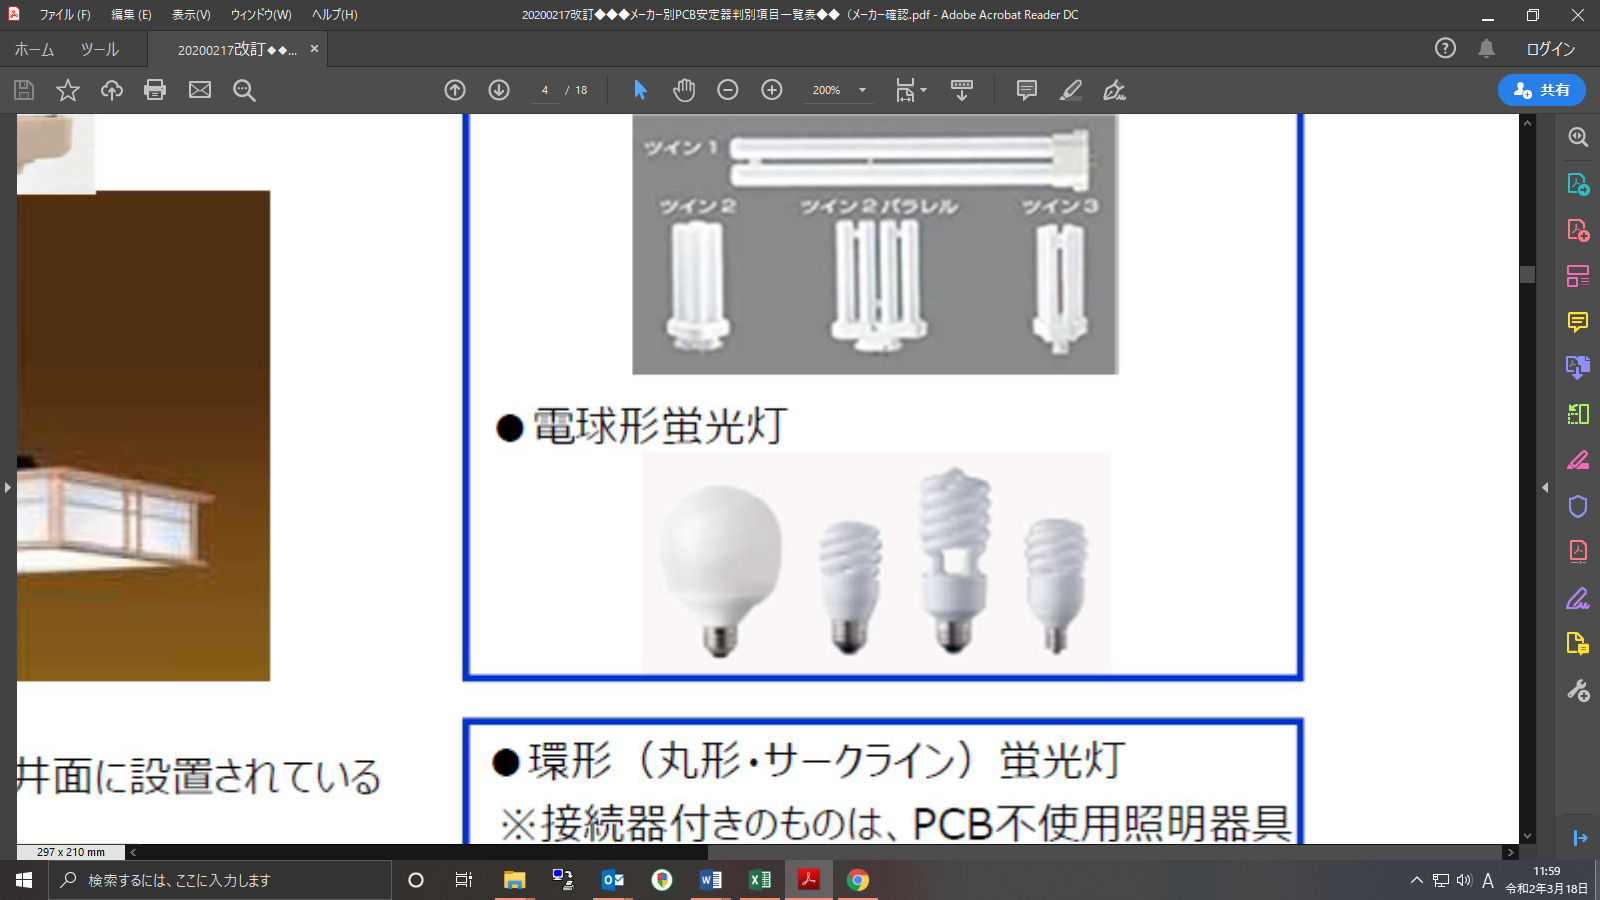 20200217改訂◆◆◆メーカー別PCB安定器判別項目一覧表◆◆（メーカー確認.pdf - Adobe Acrobat Reader DC
ファイル (F) 編集 (E) 表示(V) ウィンドウ(W) ヘルプ(H)
ホーム ツール 20200217改訂◆◆... × ログイン
4 / 18 200% 共有
ツイン1
ツイン2 ツイン2パラレル ツイン3
●電球形蛍光灯
井面に設置されている
●環形（丸形・サークライン）蛍光灯
※接続器付きのものは、PCB不使用照明器具
297 x 210 mm
検索するには、ここに入力します
A
11:59
令和2年3月18日